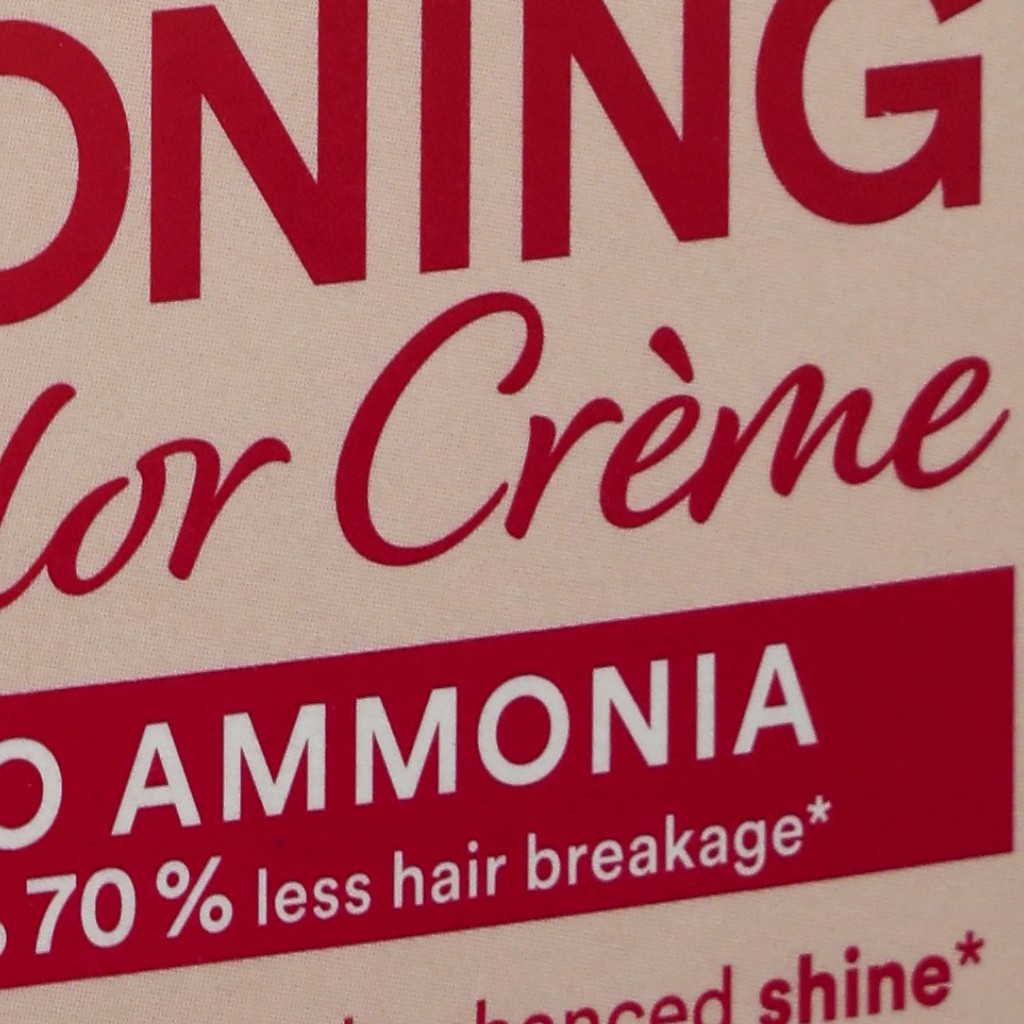 ONING
lor Crème
O AMMONIA
70% less hair breakage*
shine*